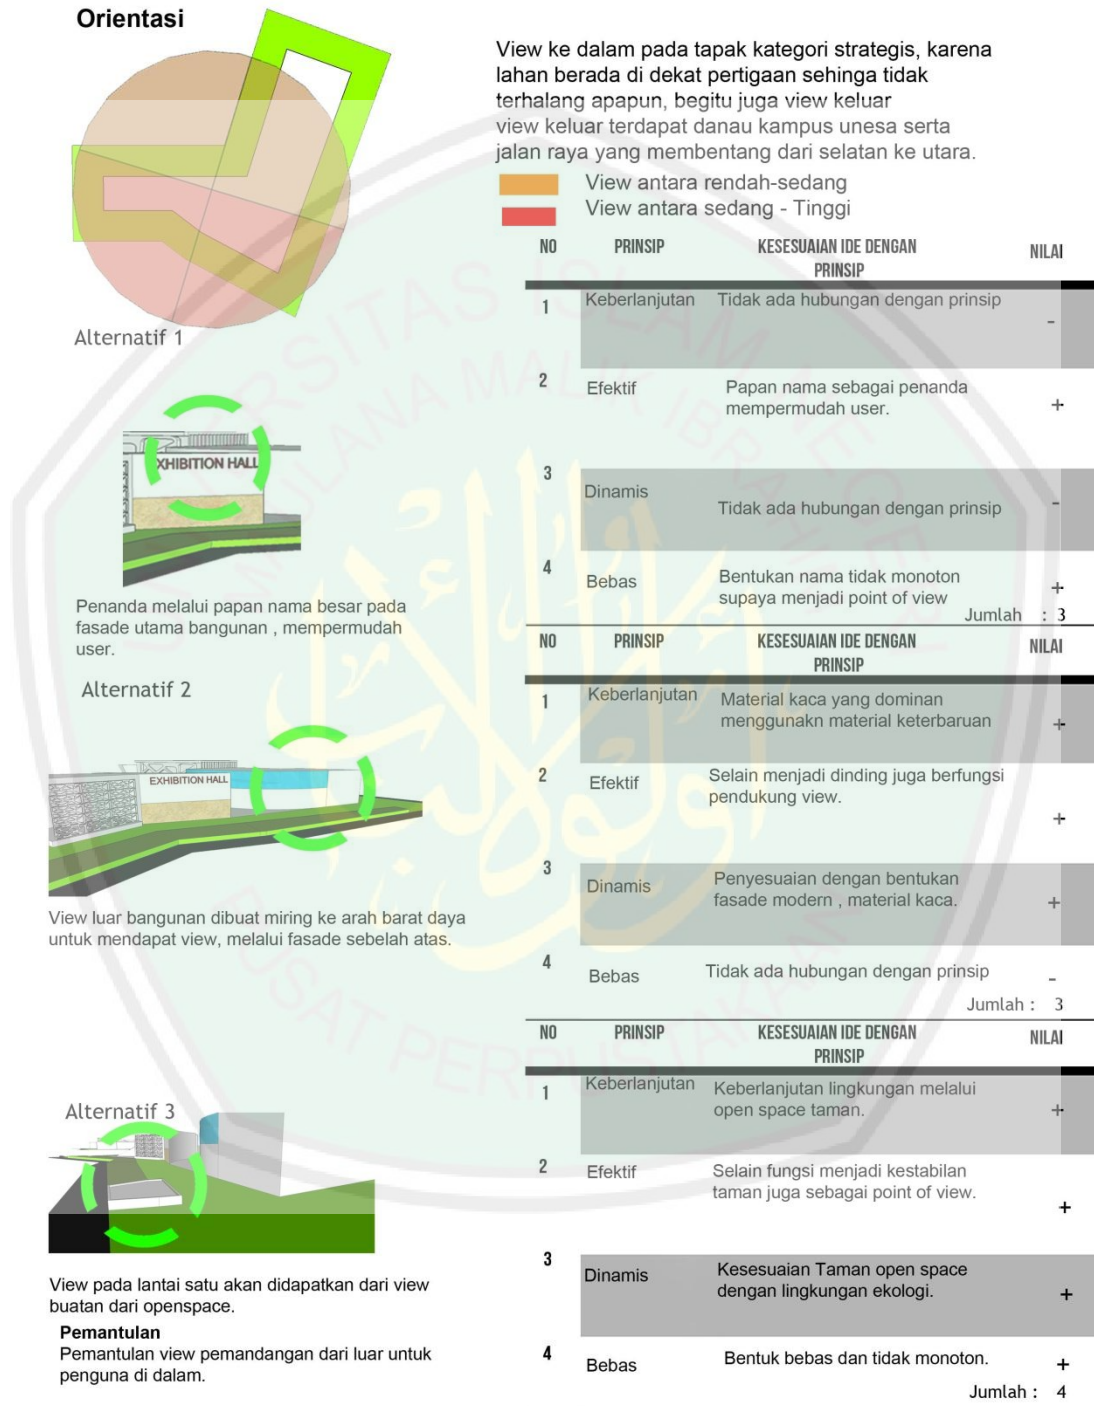 Orientasi
View ke dalam pada tapak kategori strategis, karena
lahan berada di dekat pertigaan sehinga tidak
terhalang apapun, begitu juga view keluar
view keluar terdapat danau kampus unesa serta
jalan raya yang membentang dari selatan ke utara.
View antara rendah-sedang
View antara sedang - Tinggi
Alternatif 1
XHIBITION HALL
Penanda melalui papan nama besar pada
fasade utama bangunan , mempermudah
user.
NO PRINSIP KESESUAIAN IDE DENGAN PRINSIP NILAI
1 Keberlanjutan Tidak ada hubungan dengan prinsip -
2 Efektif Papan nama sebagai penanda
mempermudah user. +
3 Dinamis Tidak ada hubungan dengan prinsip -
4 Bebas Bentukan nama tidak monoton
supaya menjadi point of view +
Jumlah : 3
Alternatif 2
EXHIBITION HALL
View luar bangunan dibuat miring ke arah barat daya
untuk mendapat view, melalui fasade sebelah atas.
NO PRINSIP KESESUAIAN IDE DENGAN PRINSIP NILAI
1 Keberlanjutan Material kaca yang dominan
menggunakn material keterbaruan +
2 Efektif Selain menjadi dinding juga berfungsi
pendukung view. +
3 Dinamis Penyesuaian dengan bentukan
fasade modern , material kaca. +
4 Bebas Tidak ada hubungan dengan prinsip -
Jumlah : 3
Alternatif 3
View pada lantai satu akan didapatkan dari view
buatan dari openspace.
Pemantulan
Pemantulan view pemandangan dari luar untuk
penguna di dalam.
NO PRINSIP KESESUAIAN IDE DENGAN PRINSIP NILAI
1 Keberlanjutan Keberlanjutan lingkungan melalui
open space taman. +
2 Efektif Selain fungsi menjadi kestabilan
taman juga sebagai point of view. +
3 Dinamis Kesesuaian Taman open space
dengan lingkungan ekologi. +
4 Bebas Bentuk bebas dan tidak monoton. +
Jumlah : 4
UNIVERSITAS ISLAM NEGERI
MAULANA MALIK IBRAHIM
PUSAT PERPUSTAKAAN